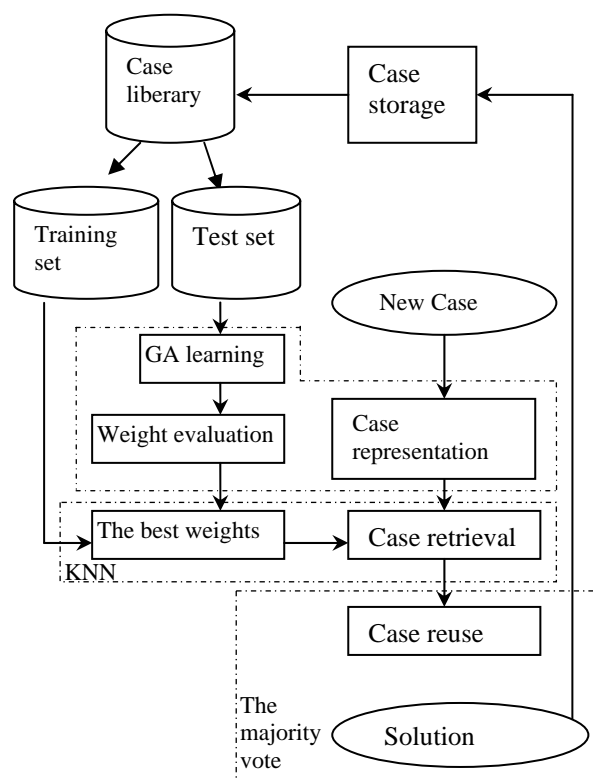 Case
liberary
Case
storage
Training
set
Test set
New Case
GA learning
Weight evaluation
Case
representation
The best weights
Case retrieval
KNN
Case reuse
The
majority
vote
Solution